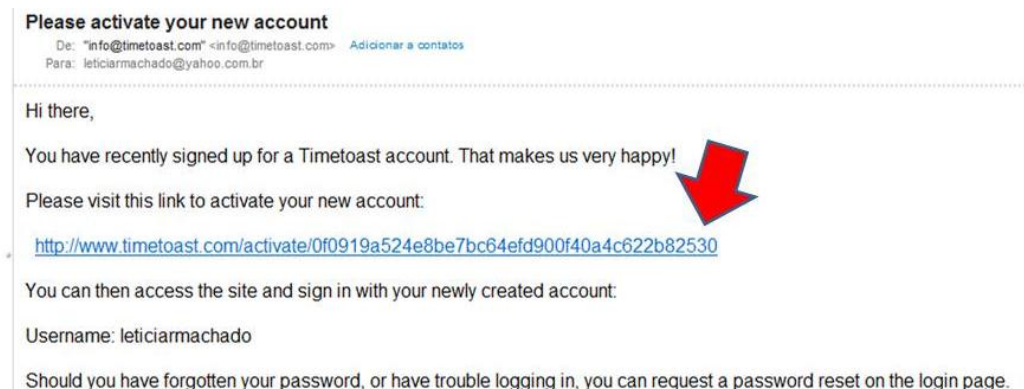 Please activate your new account
De: "info@timetoast.com" <info@timetoast.com> Adicionar a contatos
Para: leticiarmachado@yahoo.com.br
Hi there,
You have recently signed up for a Timetoast account. That makes us very happy!
Please visit this link to activate your new account:
http://www.timetoast.com/activate/0f0919a524e8be7bc64efd900f40a4c622b82530
You can then access the site and sign in with your newly created account:
Username: leticiarmachado
Should you have forgotten your password, or have trouble logging in, you can request a password reset on the login page.